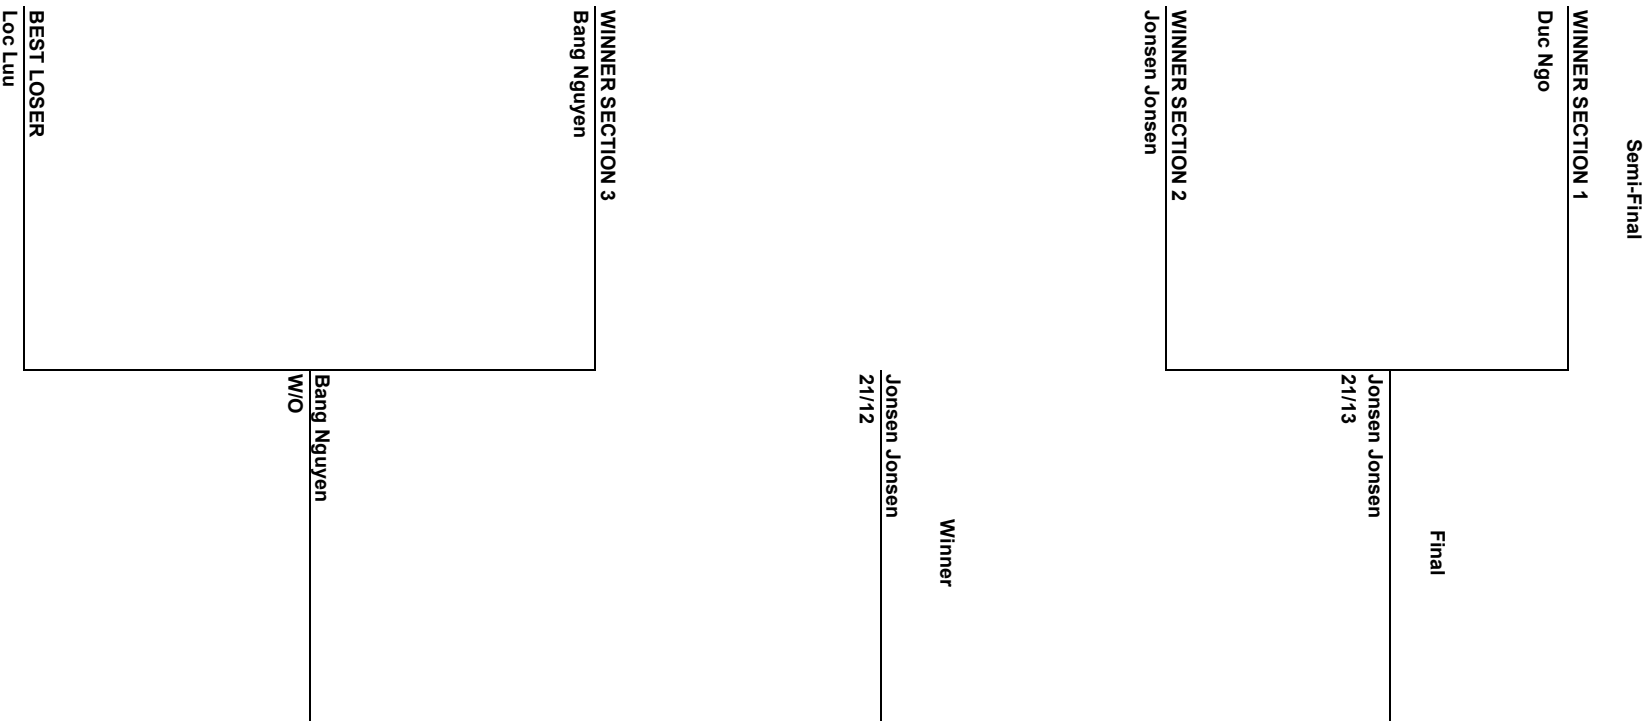 Semi-Final
WINNER SECTION 1
Duc Ngo
Final
Jonsen Jonsen
21/13
WINNER SECTION 2
Jonsen Jonsen
Winner
Jonsen Jonsen
21/12
WINNER SECTION 3
Bang Nguyen
Bang Nguyen
W/O
BEST LOSER
Loc Luu